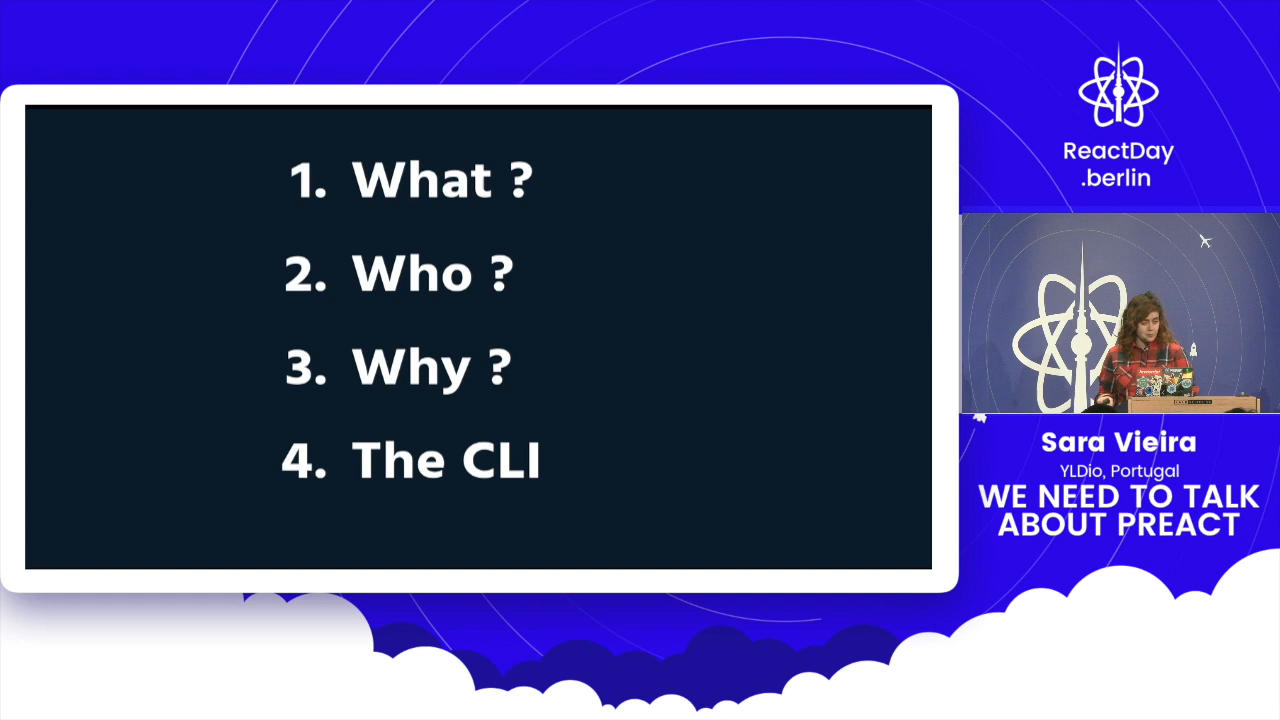 1. What ?
2. Who ?
3. Why ?
4. The CLI
ReactDay
.berlin
Sara Vieira
YLDio, Portugal
WE NEED TO TALK
ABOUT PREACT